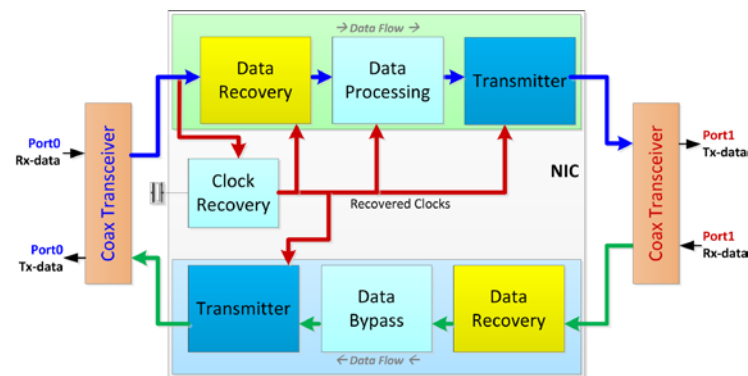 → Data Flow →
Data
Recovery
Data
Processing
Transmitter
Port0
Rx-data
Coax Transceiver
Port1
Tx-data
NIC
Clock
Recovery
Recovered Clocks
Port0
Tx-data
Coax Transceiver
Port1
Rx-data
Transmitter
Data
Bypass
Data
Recovery
← Data Flow ←